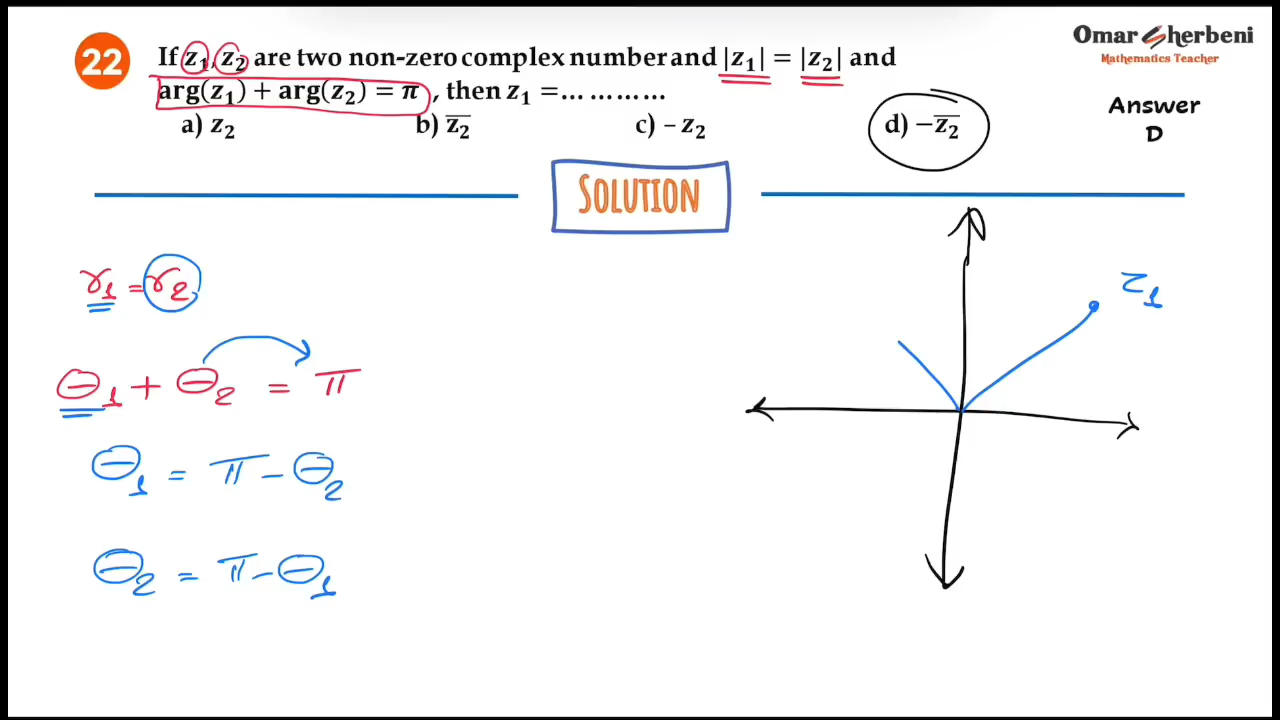 22 If z₁, z₂ are two non-zero complex number and |z₁| = |z₂| and
arg(z₁) + arg(z₂) = π , then z₁ =… … … …
a) z₂ b) z̅₂ c) – z₂ d) –z̅₂
Omar Sherbeni
Mathematics Teacher
Answer
D
SOLUTION
r₁ = r₂
Θ₁ + Θ₂ = π
Θ₁ = π – Θ₂
Θ₂ = π – Θ₁
z₁